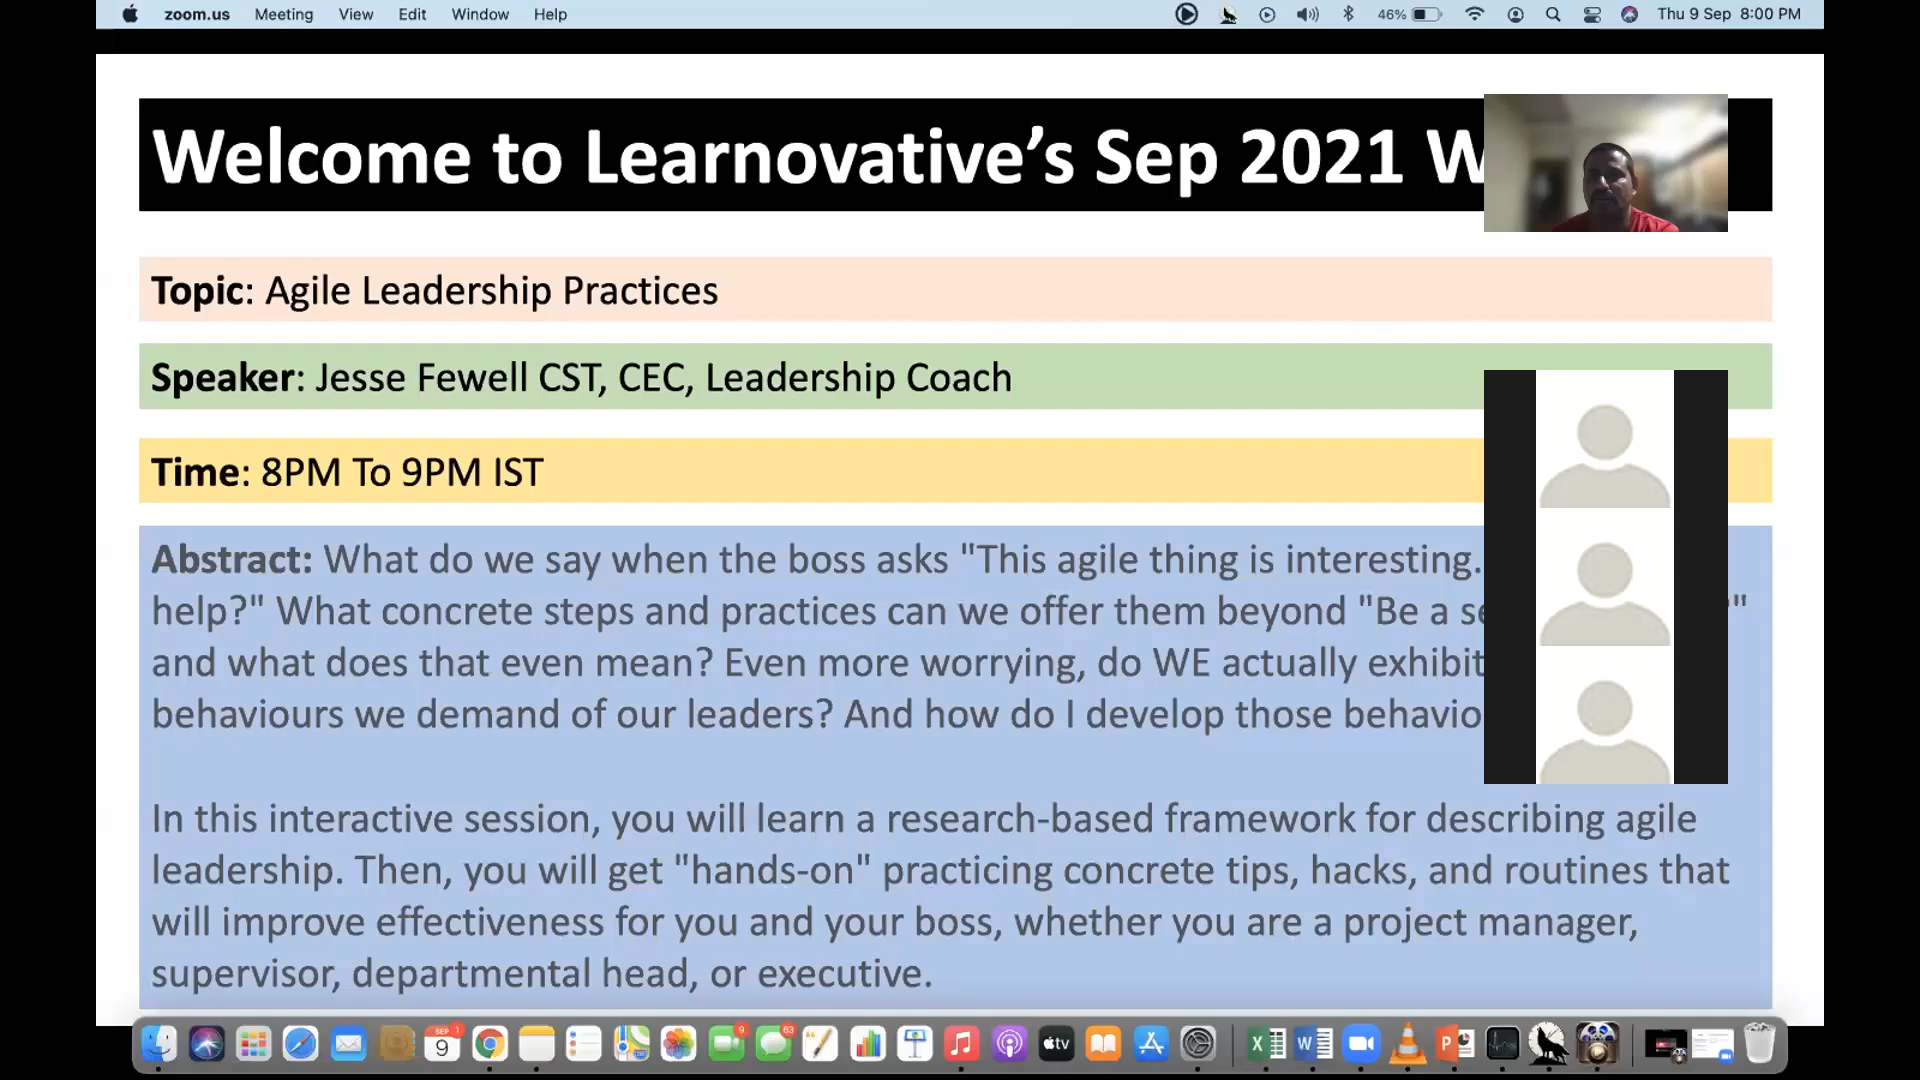 zoom.us Meeting View Edit Window Help 46% Thu 9 Sep 8:00 PM
Welcome to Learnovative’s Sep 2021 W
Topic: Agile Leadership Practices
Speaker: Jesse Fewell CST, CEC, Leadership Coach
Time: 8PM To 9PM IST
Abstract: What do we say when the boss asks "This agile thing is interesting.
help?" What concrete steps and practices can we offer them beyond "Be a se "
and what does that even mean? Even more worrying, do WE actually exhibit
behaviours we demand of our leaders? And how do I develop those behavio
In this interactive session, you will learn a research-based framework for describing agile
leadership. Then, you will get "hands-on" practicing concrete tips, hacks, and routines that
will improve effectiveness for you and your boss, whether you are a project manager,
supervisor, departmental head, or executive.
SEP 1 9 63
9 tv X W P